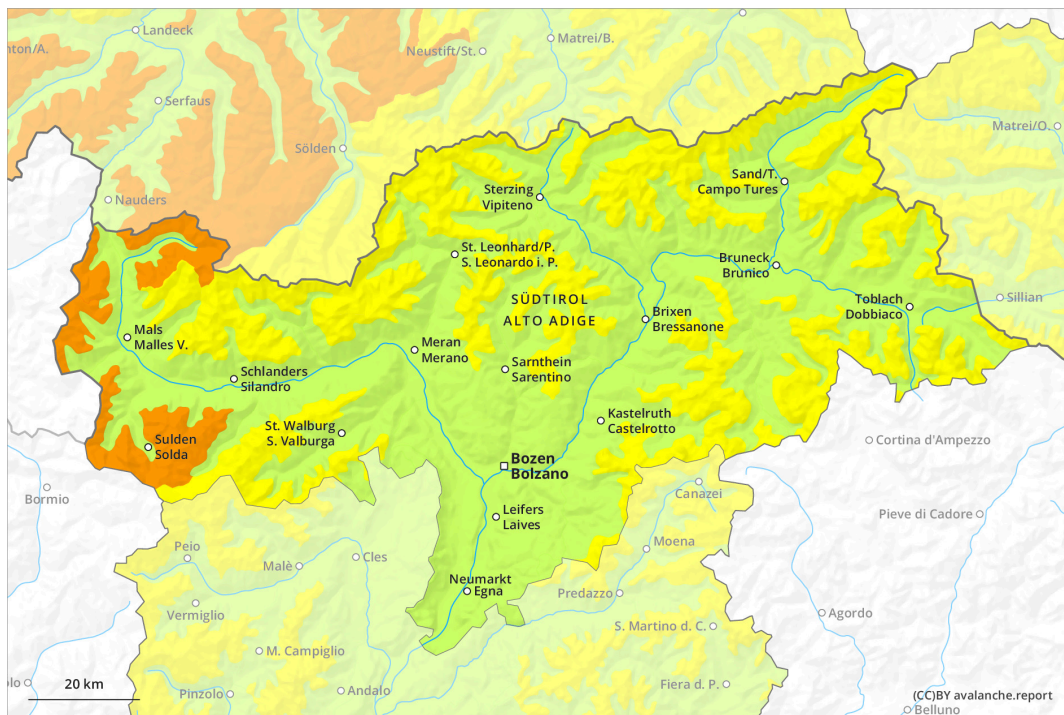 Landeck
Matrei/B.
nton/A.
Neustift/St.
Serfaus
Matrei/O.
Sölden
Sand/T.
Campo Tures
Sterzing
Vipiteno
Nauders
St. Leonhard/P.
S. Leonardo i. P.
Bruneck
Brunico
SÜDTIROL
ALTO ADIGE
Toblach
Dobbiaco
Sillian
Brixen
Bressanone
Mals
Malles V.
Meran
Merano
Schlanders
Silandro
Sarnthein
Sarentino
Kastelruth
Castelrotto
St. Walburg
S. Valburga
Sulden
Solda
Cortina d'Ampezzo
Bozen
Bolzano
Bormio
Canazei
Leifers
Laives
Pieve di Cadore
Peio
Cles
Moena
Malè
Neumarkt
Egna
Predazzo
Vermiglio
Agordo
S. Martino d. C.
M. Campiglio
20 km
olo
Pinzolo
Andalo
Fiera d. P.
(CC)BY avalanche.report
Belluno